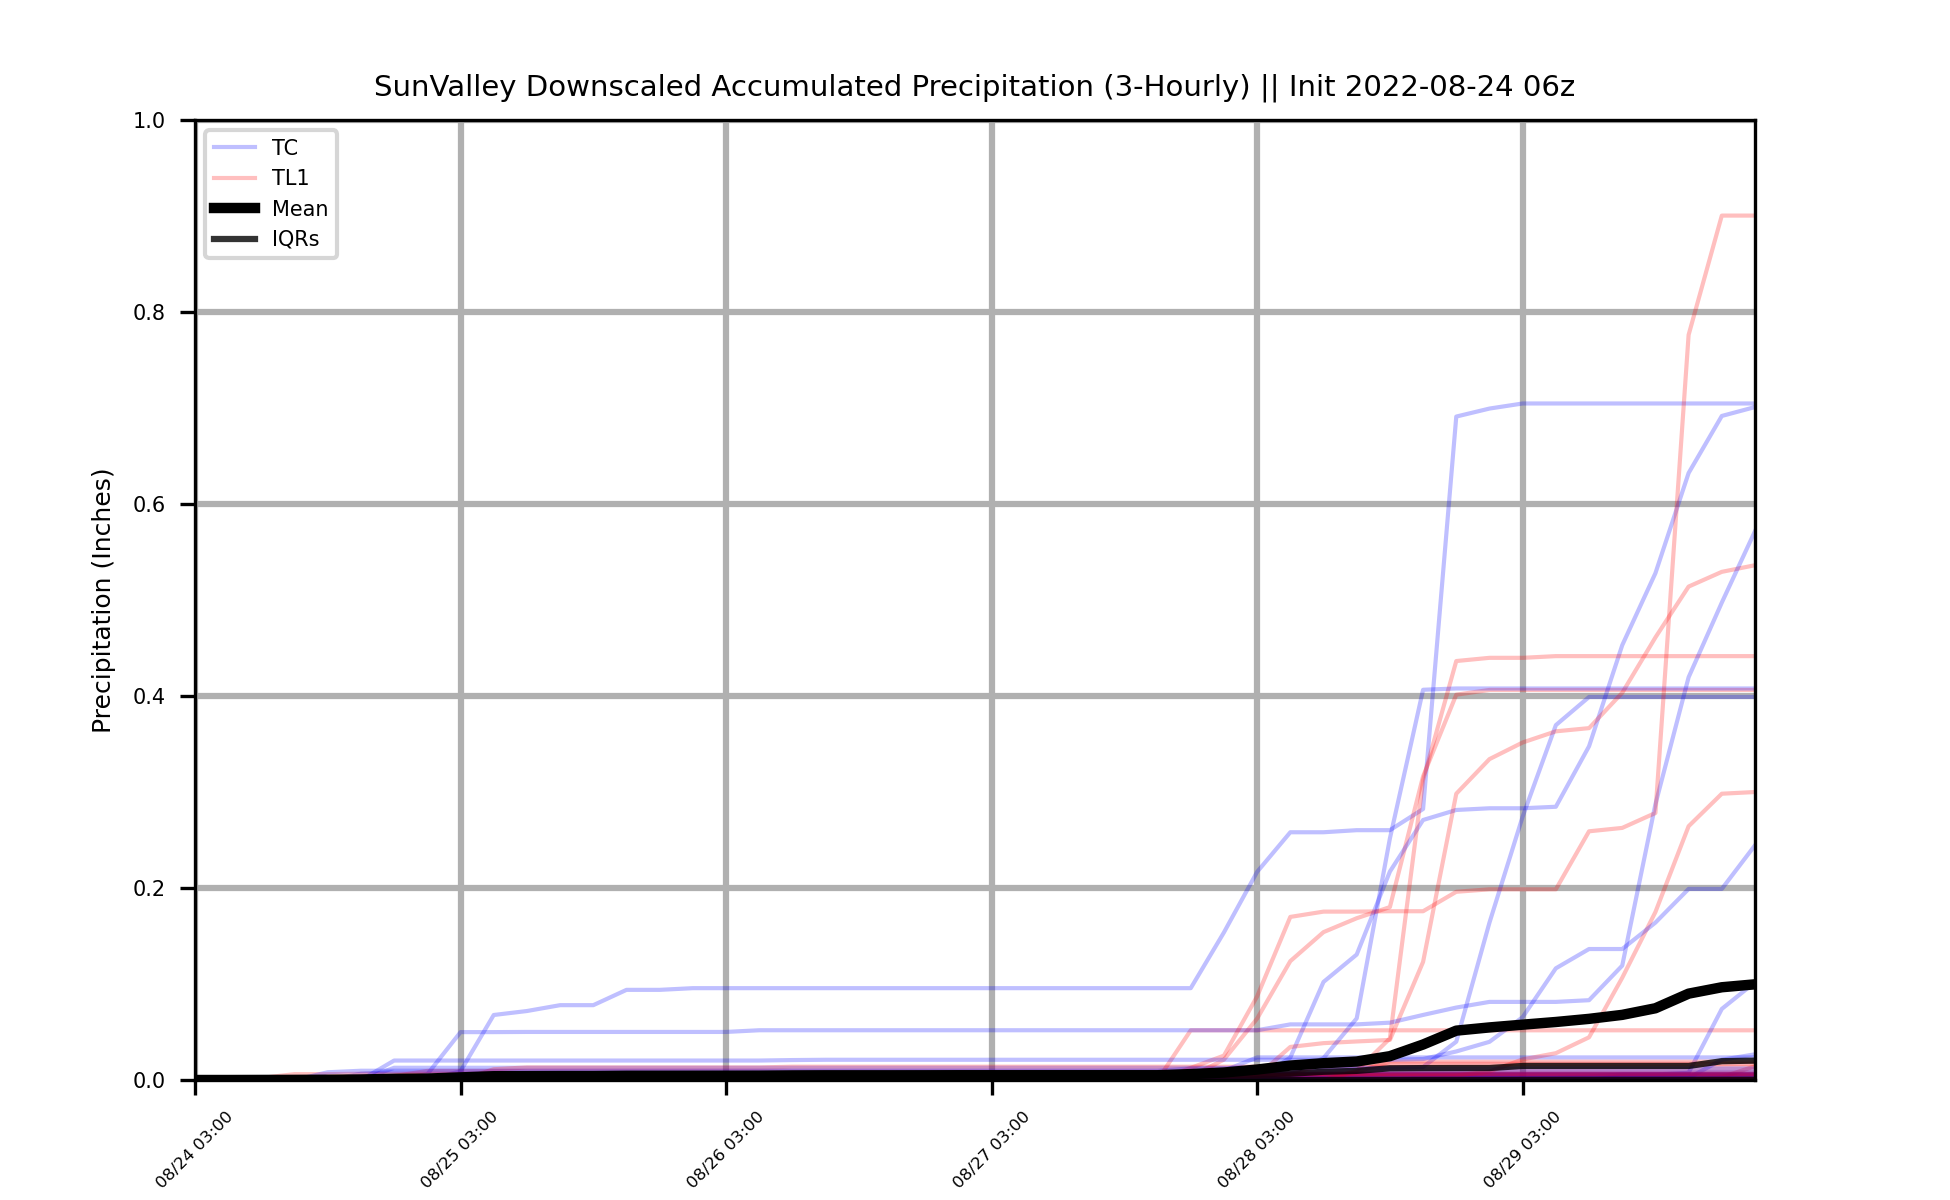 SunValley Downscaled Accumulated Precipitation (3-Hourly) || Init 2022-08-24 06z
TC
TL1
Mean
IQRs
Precipitation (Inches)
1.0
0.8
0.6
0.4
0.2
0.0
08/24 03:00
08/25 03:00
08/26 03:00
08/27 03:00
08/28 03:00
08/29 03:00